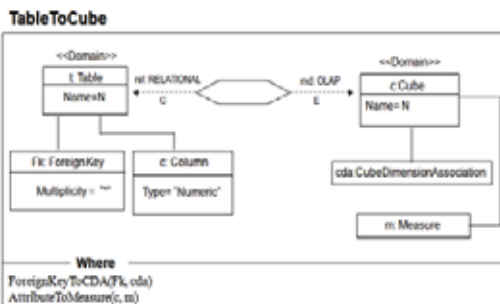 TableToCube
<<Domain>>
t: Table
Name=N
rel: RELATIONAL
C
md: OLAP
E
<<Domain>>
c:Cube
Name= N
Fk: ForeignKey
Multiplicity = "*"
c: Column
Type= "Numeric"
cda:CubeDimensionAssociation
m: Measure
Where
ForeignKeyToCDA(Fk, cda)
AttributeToMeasure(c, m)